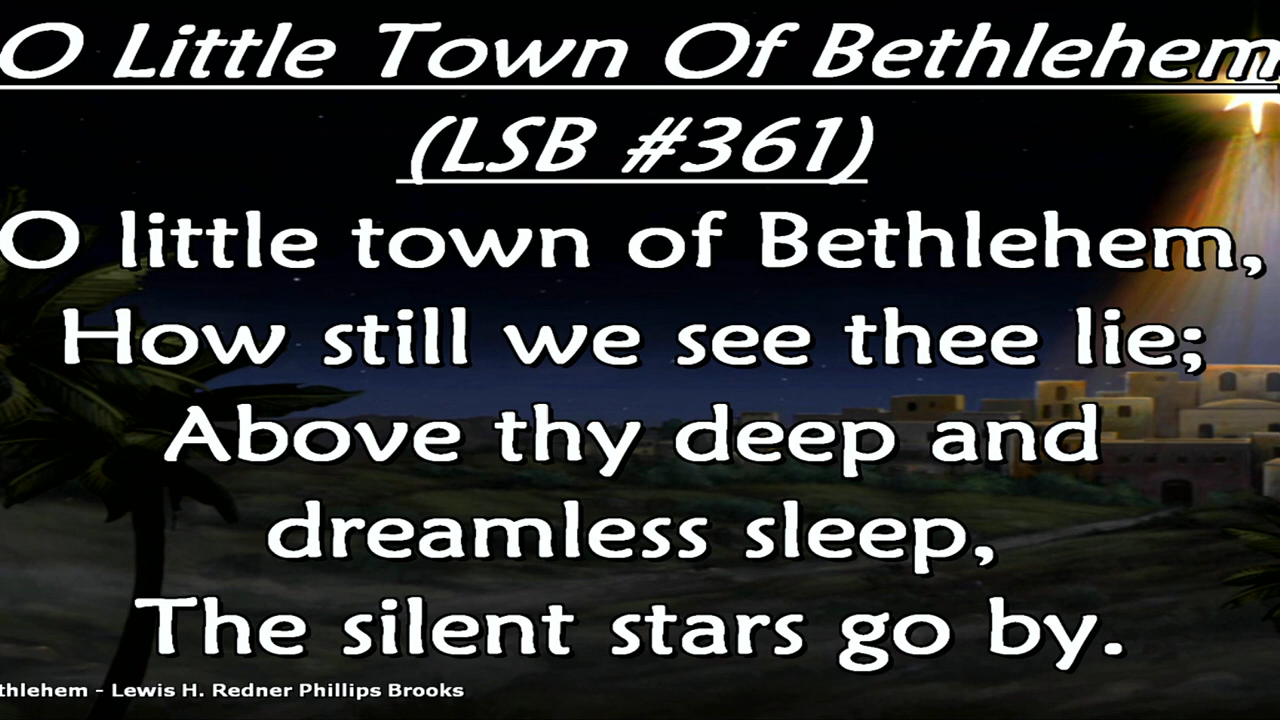 O Little Town Of Bethlehem
(LSB #361)
O little town of Bethlehem,
How still we see thee lie;
Above thy deep and
dreamless sleep,
The silent stars go by.
thlehem - Lewis H. Redner Phillips Brooks